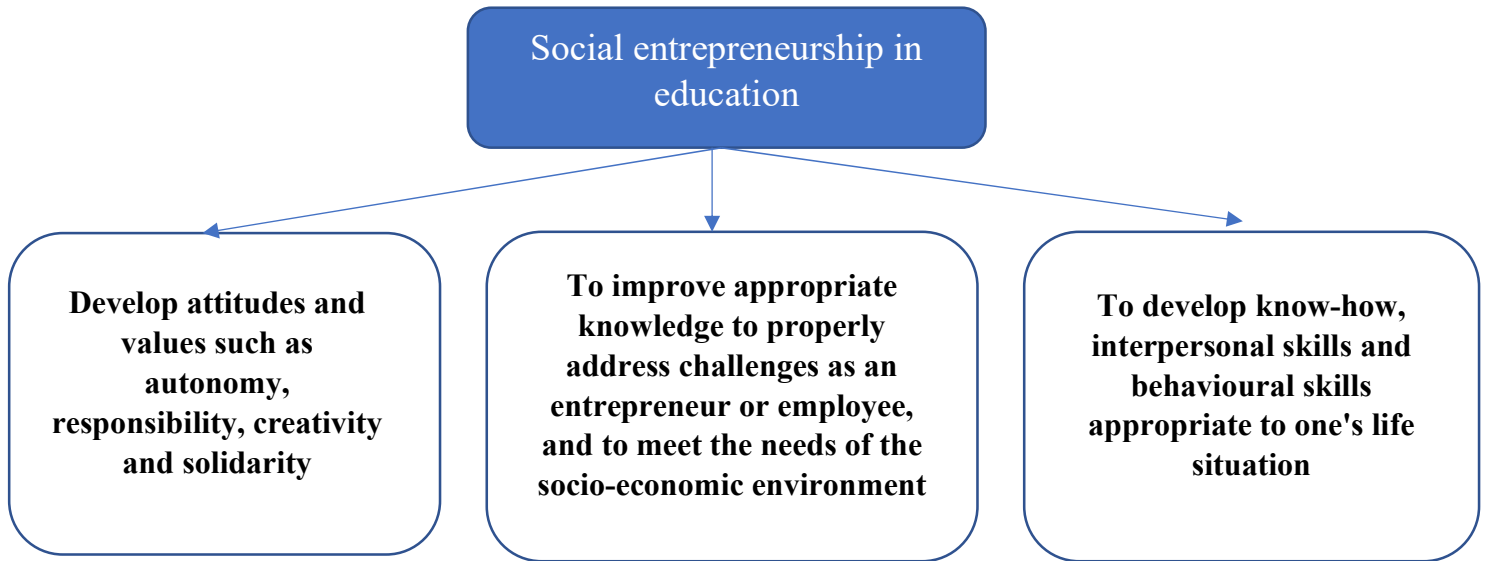 Social entrepreneurship in
education
Develop attitudes and
values such as
autonomy,
responsibility, creativity
and solidarity
To improve appropriate
knowledge to properly
address challenges as an
entrepreneur or employee,
and to meet the needs of the
socio-economic environment
To develop know-how,
interpersonal skills and
behavioural skills
appropriate to one's life
situation